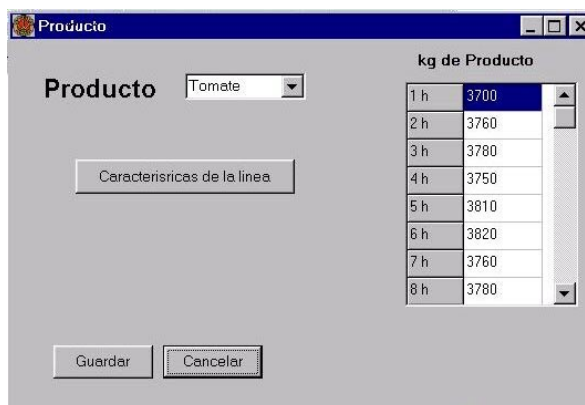 Producto
kg de Producto
Producto
Tomate
Caracterisricas de la linea
1 h 3700
2 h 3760
3 h 3780
4 h 3750
5 h 3810
6 h 3820
7 h 3760
8 h 3780
Guardar
Cancelar